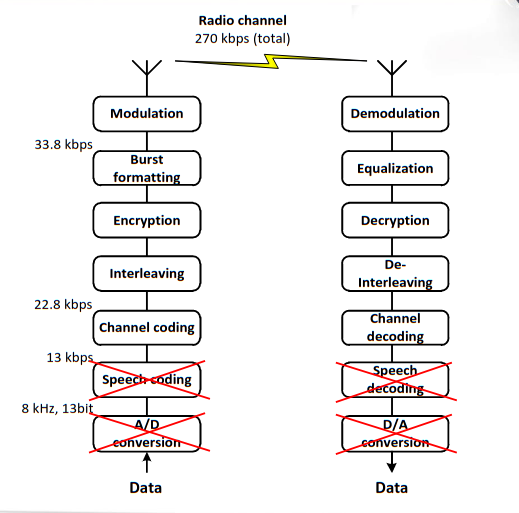 Radio channel
270 kbps (total)
Modulation
33.8 kbps
Burst
formatting
Encryption
Interleaving
22.8 kbps
Channel coding
13 kbps
Speech coding
8 kHz, 13bit
A/D
conversion
Data
Demodulation
Equalization
Decryption
De-
Interleaving
Channel
decoding
Speech
decoding
D/A
conversion
Data